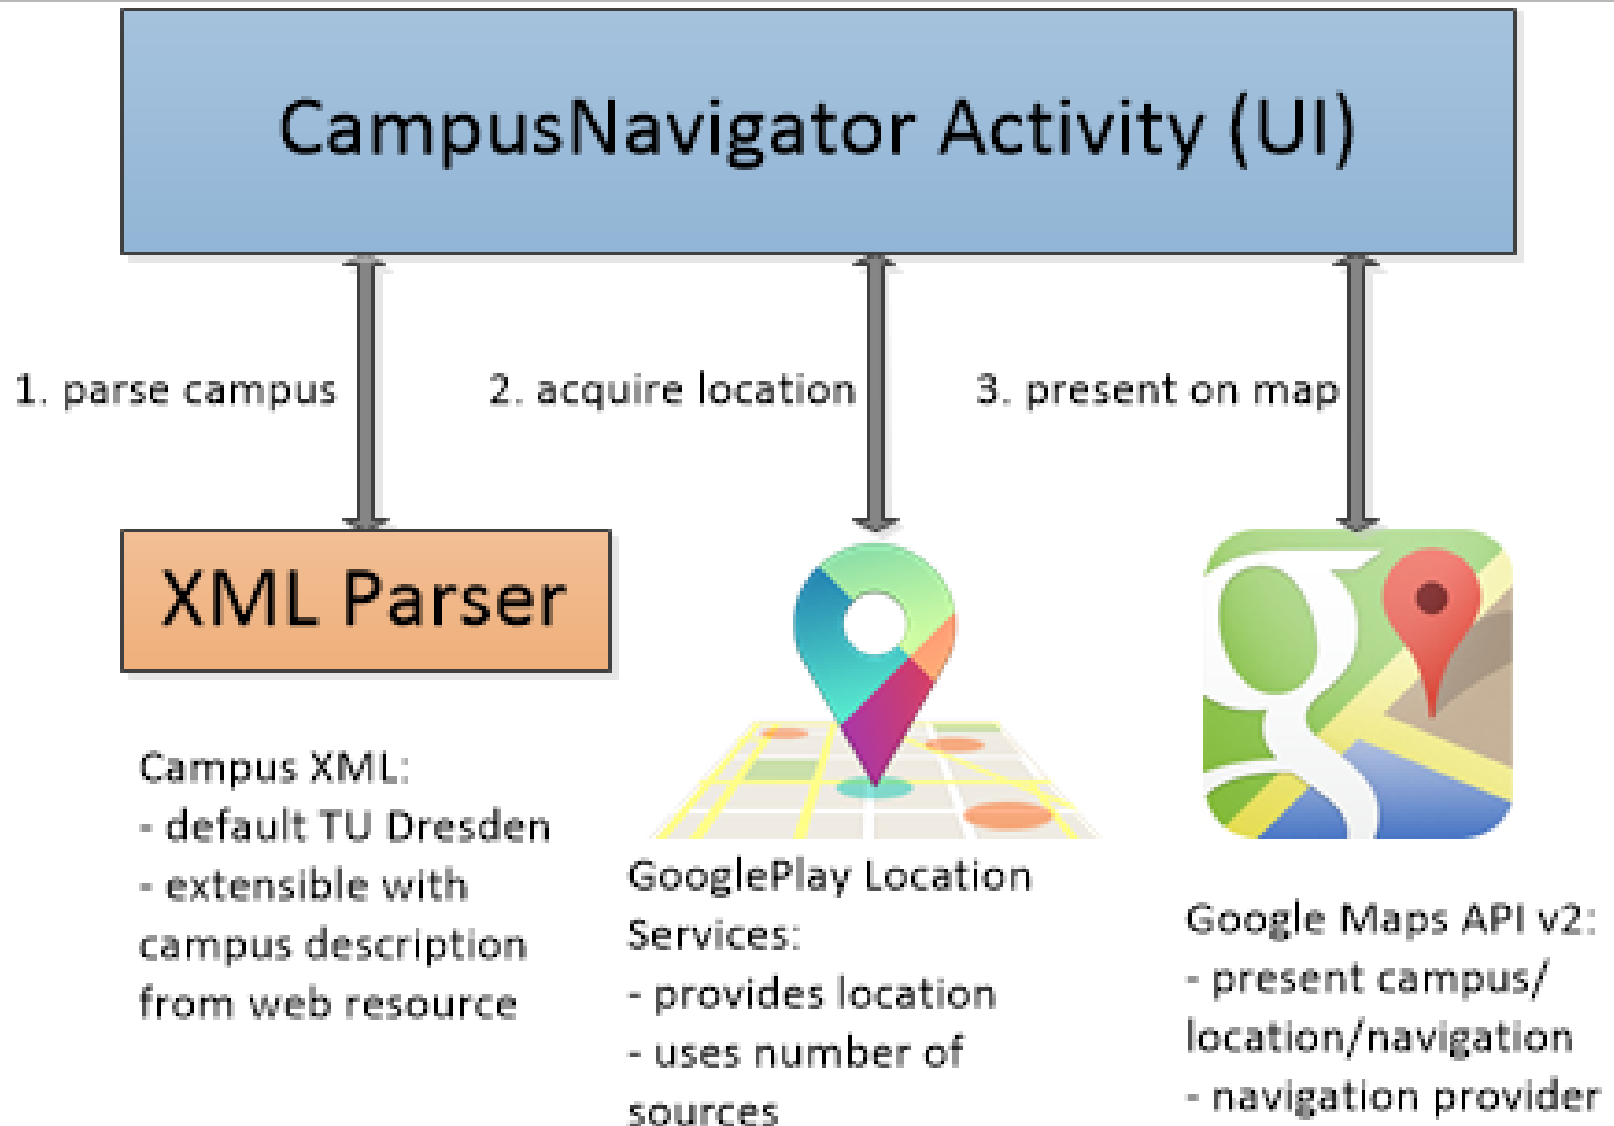 CampusNavigator Activity (UI)
1. parse campus
2. acquire location
3. present on map
XML Parser
Campus XML:
- default TU Dresden
- extensible with
campus description
from web resource
GooglePlay Location
Services:
- provides location
- uses number of
sources
Google Maps API v2:
- present campus/
location/navigation
- navigation provider